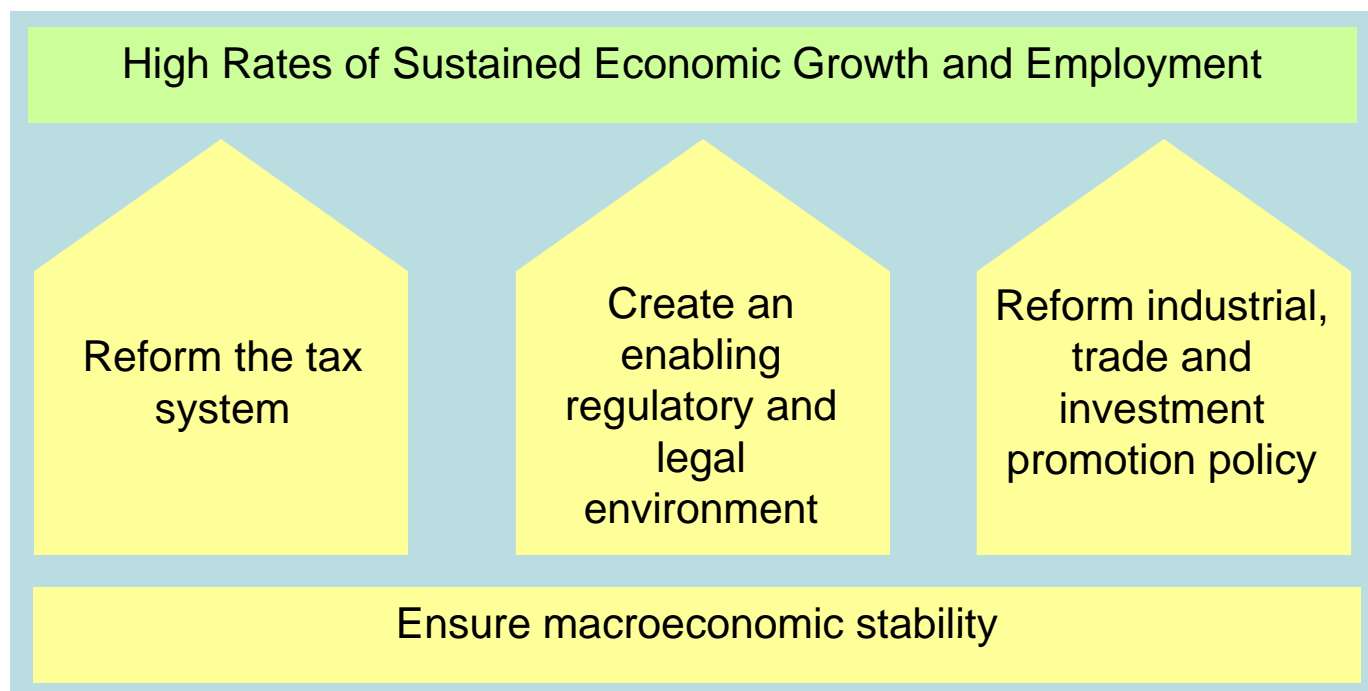 High Rates of Sustained Economic Growth and Employment
Reform the tax
system
Create an
enabling
regulatory and
legal
environment
Reform industrial,
trade and
investment
promotion policy
Ensure macroeconomic stability